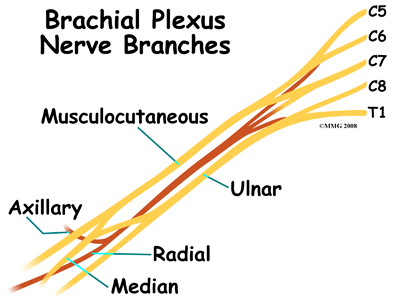 Brachial Plexus
Nerve Branches
C5
C6
C7
C8
T1
©MMG 2008
Musculocutaneous
Ulnar
Axillary
Radial
Median